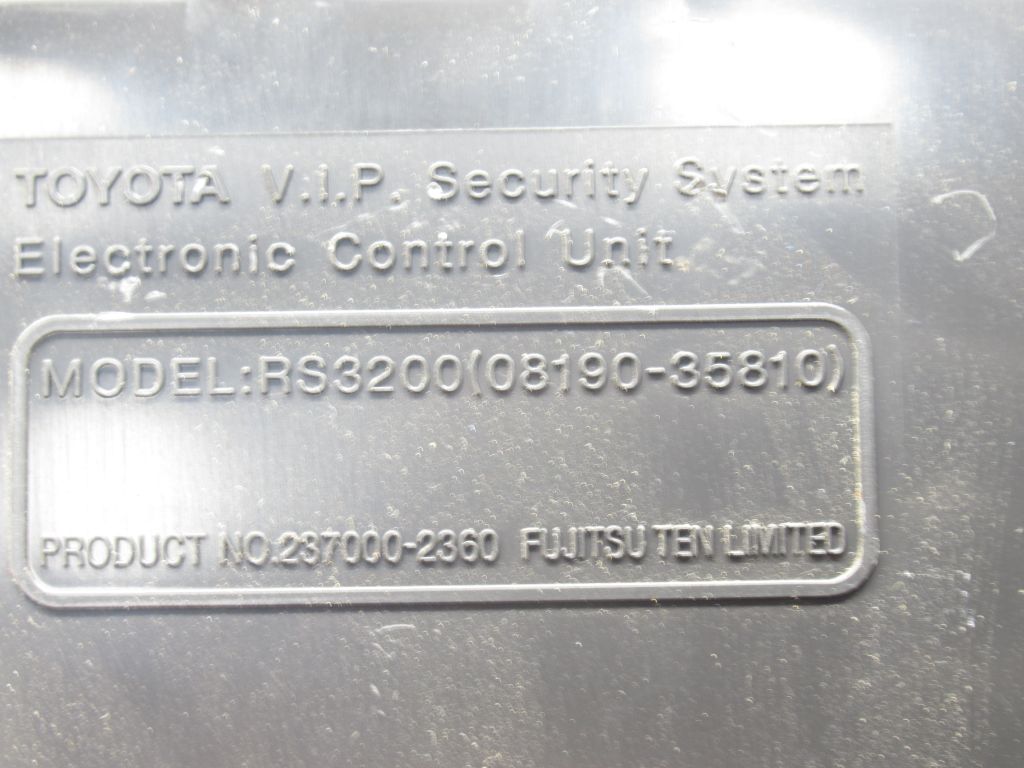 TOYOTA V.I.P. Security System
Electronic Control Unit
MODEL:RS3200(08190-35810)
PRODUCT NO.237000-2360 FUJITSU TEN LIMITED